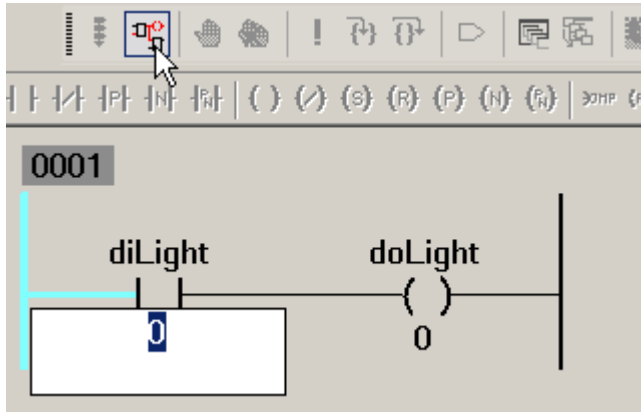 P N P N ( ) (/) (S) (R) (P) (N) (P N)
0001
diLight doLight
0
0